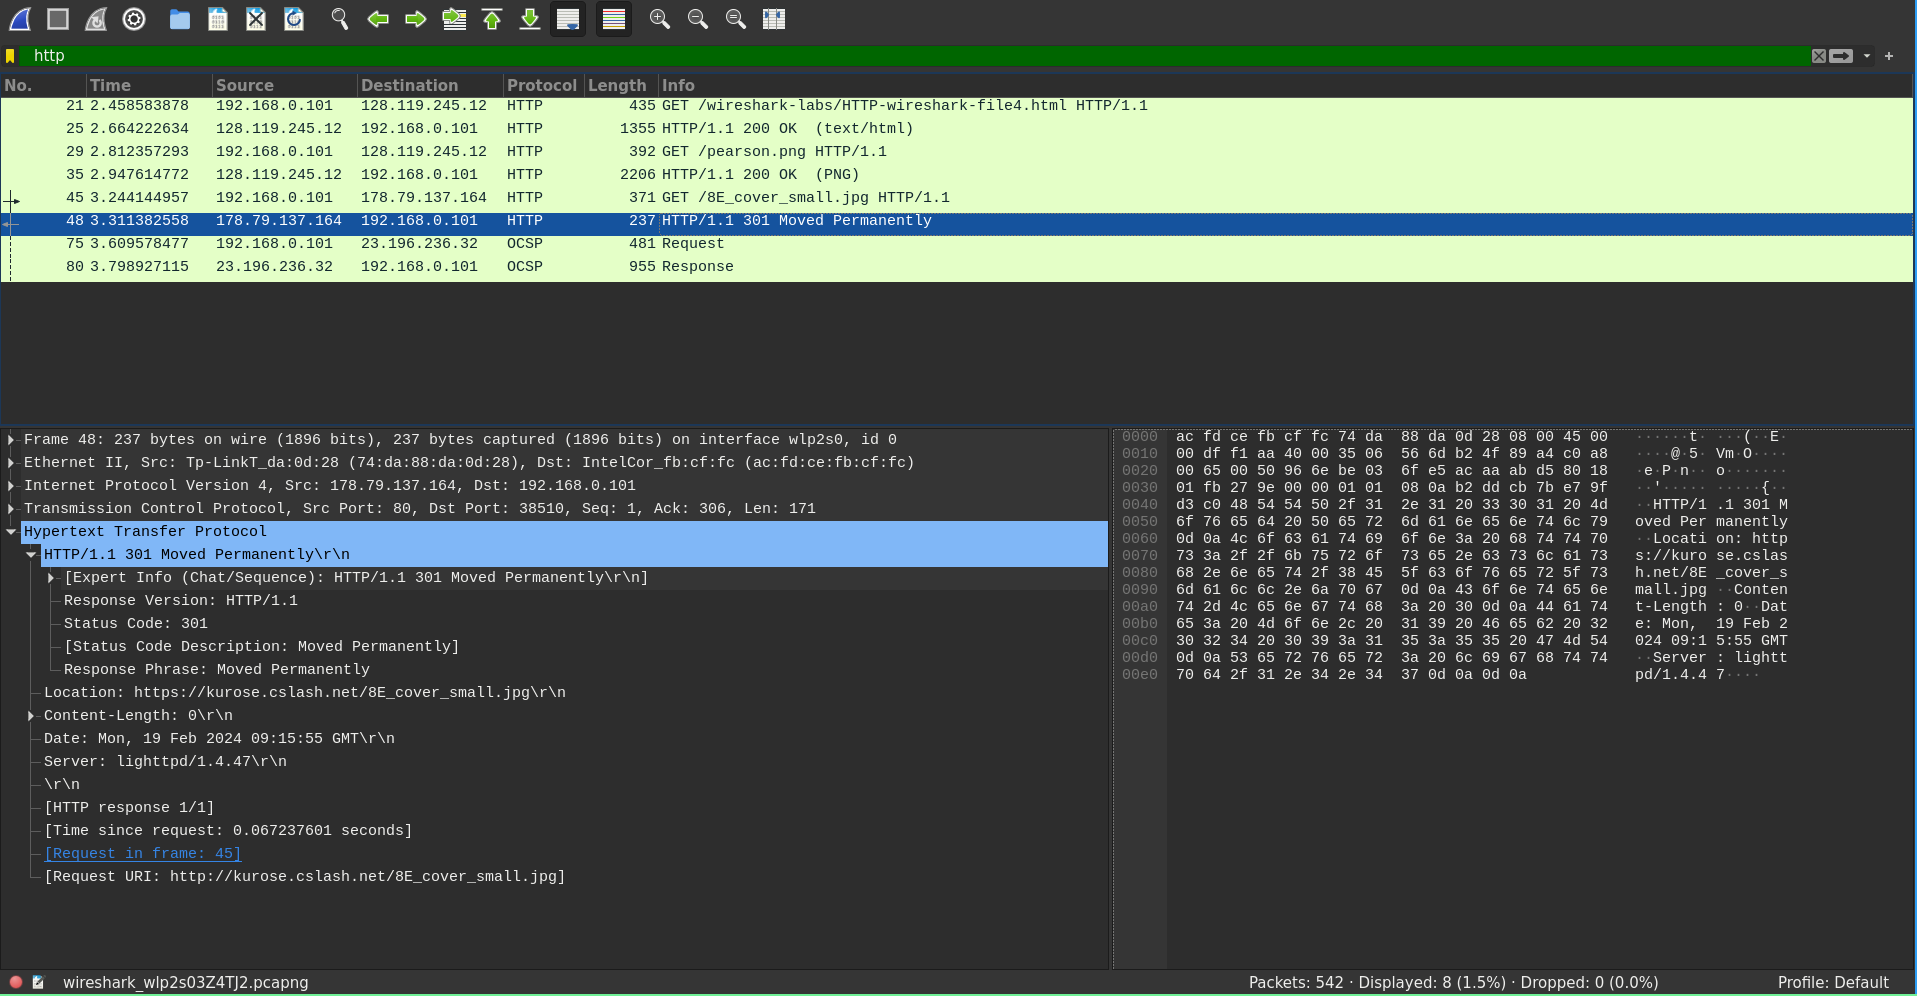 http
No. Time Source Destination Protocol Length Info
21 2.458583878 192.168.0.101 128.119.245.12 HTTP 435 GET /wireshark-labs/HTTP-wireshark-file4.html HTTP/1.1
25 2.664222634 128.119.245.12 192.168.0.101 HTTP 1355 HTTP/1.1 200 OK (text/html)
29 2.812357293 192.168.0.101 128.119.245.12 HTTP 392 GET /pearson.png HTTP/1.1
35 2.947614772 128.119.245.12 192.168.0.101 HTTP 2206 HTTP/1.1 200 OK (PNG)
45 3.244144957 192.168.0.101 178.79.137.164 HTTP 371 GET /8E_cover_small.jpg HTTP/1.1
48 3.311382558 178.79.137.164 192.168.0.101 HTTP 237 HTTP/1.1 301 Moved Permanently
75 3.609578477 192.168.0.101 23.196.236.32 OCSP 481 Request
80 3.798927115 23.196.236.32 192.168.0.101 OCSP 955 Response
Frame 48: 237 bytes on wire (1896 bits), 237 bytes captured (1896 bits) on interface wlp2s0, id 0
Ethernet II, Src: Tp-LinkT_da:0d:28 (74:da:88:da:0d:28), Dst: IntelCor_fb:cf:fc (ac:fd:ce:fb:cf:fc)
Internet Protocol Version 4, Src: 178.79.137.164, Dst: 192.168.0.101
Transmission Control Protocol, Src Port: 80, Dst Port: 38510, Seq: 1, Ack: 306, Len: 171
Hypertext Transfer Protocol
HTTP/1.1 301 Moved Permanently\r\n
[Expert Info (Chat/Sequence): HTTP/1.1 301 Moved Permanently\r\n]
Response Version: HTTP/1.1
Status Code: 301
[Status Code Description: Moved Permanently]
Response Phrase: Moved Permanently
Location: https://kurose.cslash.net/8E_cover_small.jpg\r\n
Content-Length: 0\r\n
Date: Mon, 19 Feb 2024 09:15:55 GMT\r\n
Server: lighttpd/1.4.47\r\n
\r\n
[HTTP response 1/1]
[Time since request: 0.067237601 seconds]
[Request in frame: 45]
[Request URI: http://kurose.cslash.net/8E_cover_small.jpg]
0000 ac fd ce fb cf fc 74 da 88 da 0d 28 08 00 45 00 ······t· ···(··E·
0010 00 df f1 aa 40 00 35 06 56 6d b2 4f 89 a4 c0 a8 ····@·5· Vm·O····
0020 00 65 00 50 96 6e be 03 6f e5 ac aa ab d5 80 18 ·e·P·n·· o·······
0030 01 fb 27 9e 00 00 01 01 08 0a b2 dd cb 7b e7 9f ··'····· ·····{··
0040 d3 c0 48 54 54 50 2f 31 2e 31 20 33 30 31 20 4d ··HTTP/1 .1 301 M
0050 6f 76 65 64 20 50 65 72 6d 61 6e 65 6e 74 6c 79 oved Per manently
0060 0d 0a 4c 6f 63 61 74 69 6f 6e 3a 20 68 74 74 70 ··Locati on: http
0070 73 3a 2f 2f 6b 75 72 6f 73 65 2e 63 73 6c 61 73 s://kuro se.cslas
0080 68 2e 6e 65 74 2f 38 45 5f 63 6f 76 65 72 5f 73 h.net/8E _cover_s
0090 6d 61 6c 6c 2e 6a 70 67 0d 0a 43 6f 6e 74 65 6e mall.jpg ··Conten
00a0 74 2d 4c 65 6e 67 74 68 3a 20 30 0d 0a 44 61 74 t-Length : 0··Dat
00b0 65 3a 20 4d 6f 6e 2c 20 31 39 20 46 65 62 20 32 e: Mon, 19 Feb 2
00c0 30 32 34 20 30 39 3a 31 35 3a 35 35 20 47 4d 54 024 09:1 5:55 GMT
00d0 0d 0a 53 65 72 76 65 72 3a 20 6c 69 67 68 74 74 ··Server : lightt
00e0 70 64 2f 31 2e 34 2e 34 37 0d 0a 0d 0a pd/1.4.4 7····
wireshark_wlp2s03Z4TJ2.pcapng Packets: 542 · Displayed: 8 (1.5%) · Dropped: 0 (0.0%) Profile: Default